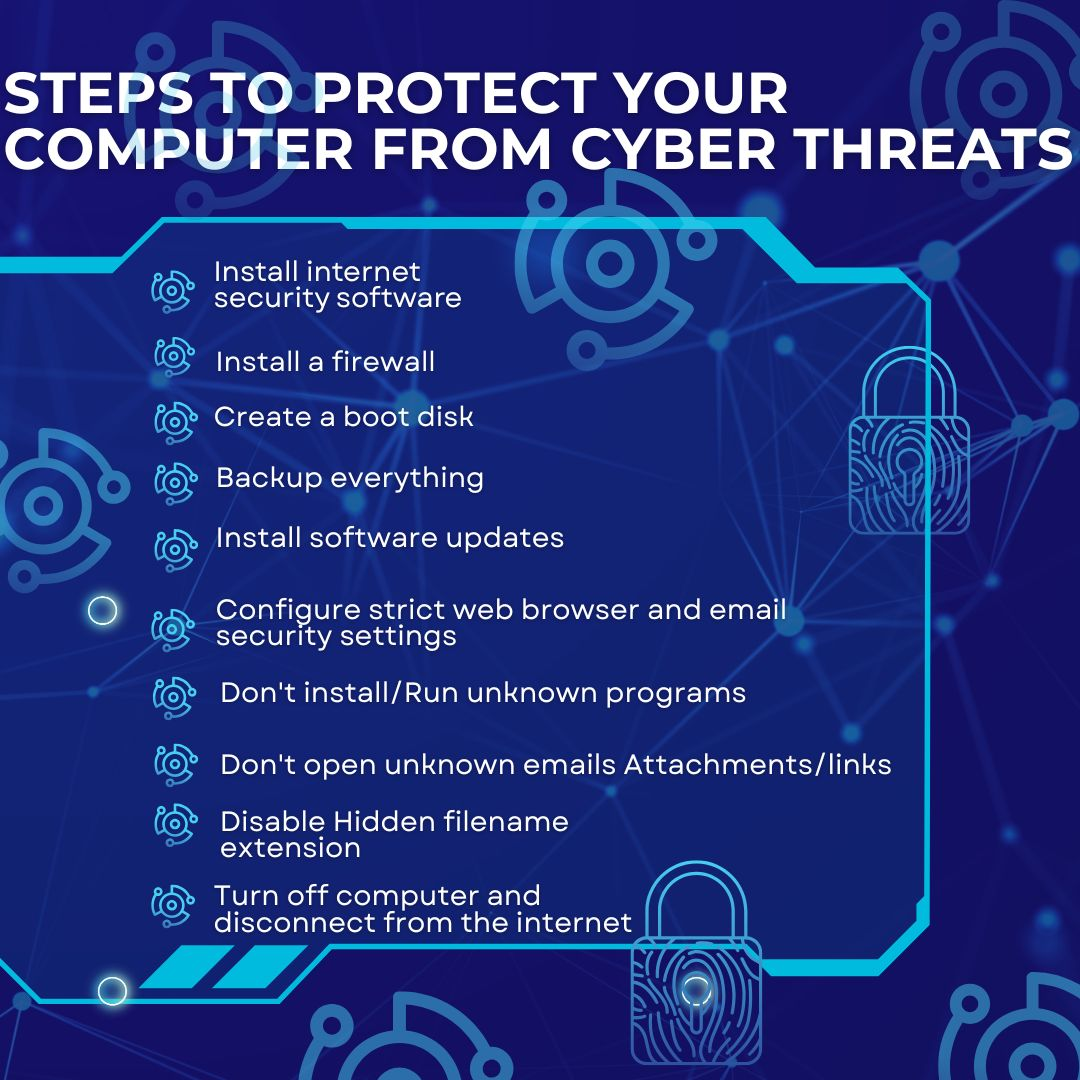 STEPS TO PROTECT YOUR
COMPUTER FROM CYBER THREATS
Install internet
security software
Install a firewall
Create a boot disk
Backup everything
Install software updates
Configure strict web browser and email
security settings
Don't install/Run unknown programs
Don't open unknown emails Attachments/links
Disable Hidden filename
extension
Turn off computer and
disconnect from the internet